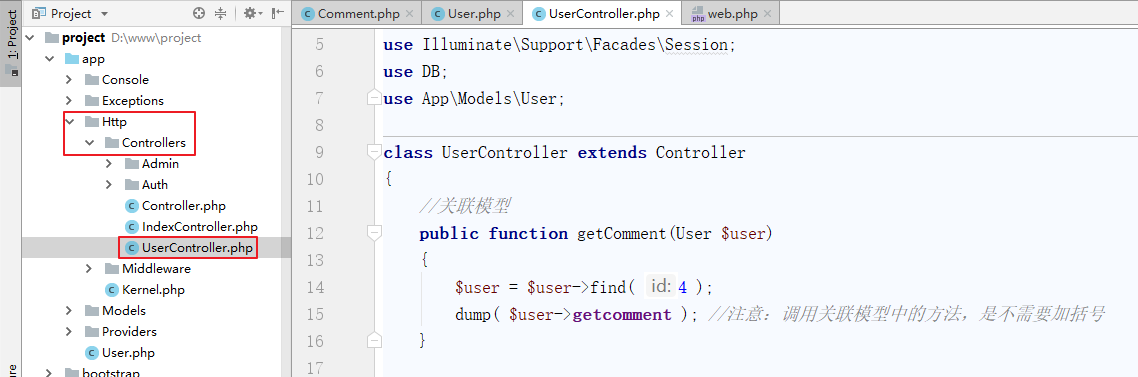 Project
Comment.php
User.php
UserController.php
web.php
1: Project
project D:\www\project
app
Console
Exceptions
Http
Controllers
Admin
Auth
Controller.php
IndexController.php
UserController.php
Middleware
Kernel.php
Models
Providers
User.php
bootstrap
5 use Illuminate\Support\Facades\Session;
6 use DB;
7 use App\Models\User;
8
9 class UserController extends Controller
10 {
11 //关联模型
12 public function getComment(User $user)
13 {
14 $user = $user->find( id: 4 );
15 dump( $user->getcomment ); //注意: 调用关联模型中的方法, 是不需要加括号
16 }
17